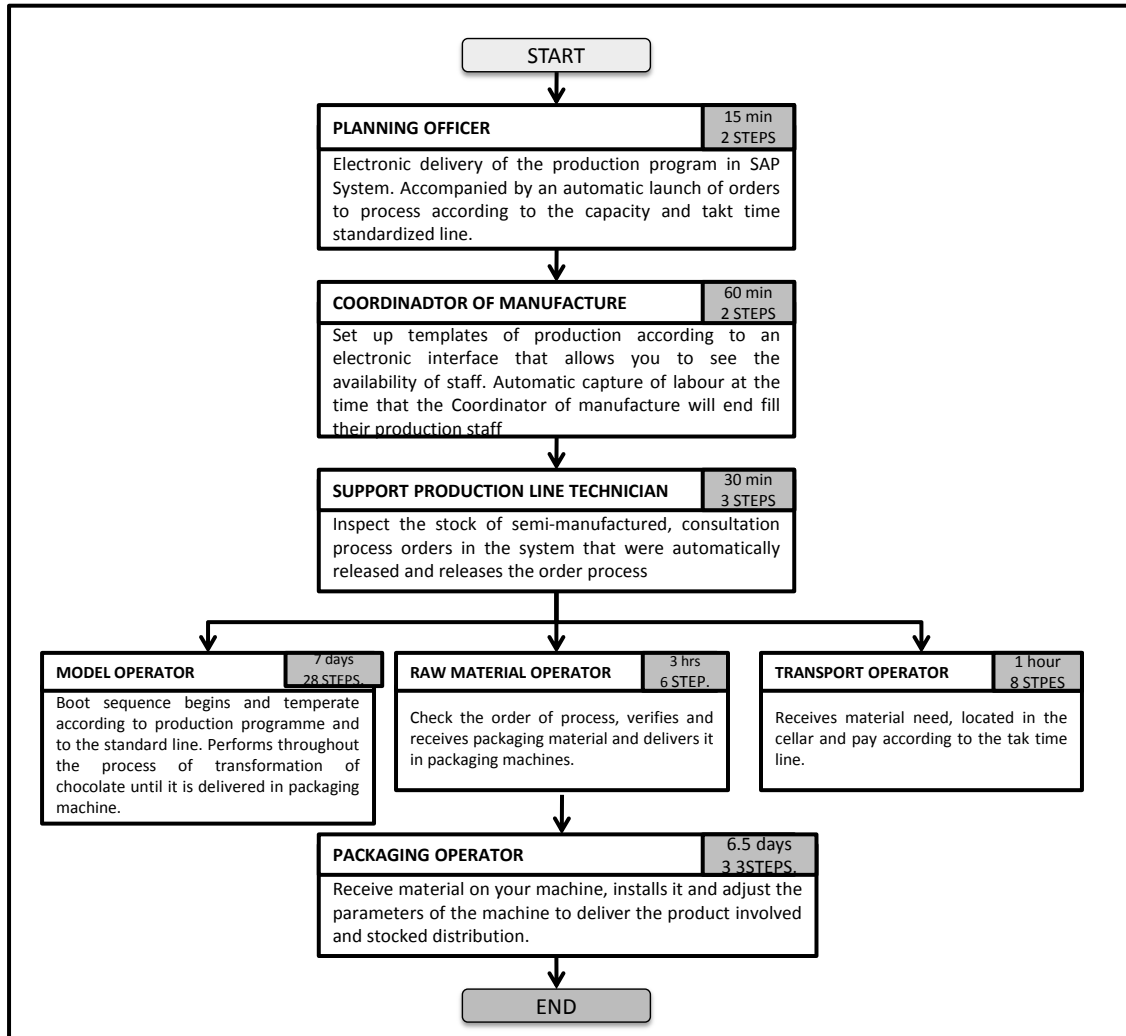 START
PLANNING OFFICER
15 min
2 STEPS
Electronic delivery of the production program in SAP
System. Accompanied by an automatic launch of orders
to process according to the capacity and takt time
standardized line.
COORDINADTOR OF MANUFACTURE
60 min
2 STEPS
Set up templates of production according to an
electronic interface that allows you to see the
availability of staff. Automatic capture of labour at the
time that the Coordinator of manufacture will end fill
their production staff
SUPPORT PRODUCTION LINE TECHNICIAN
30 min
3 STEPS
Inspect the stock of semi-manufactured, consultation
process orders in the system that were automatically
released and releases the order process
MODEL OPERATOR
7 days
28 STEPS.
Boot sequence begins and temperate
according to production programme and
to the standard line. Performs throughout
the process of transformation of
chocolate until it is delivered in packaging
machine.
RAW MATERIAL OPERATOR
3 hrs
6 STEP.
Check the order of process, verifies and
receives packaging material and delivers it
in packaging machines.
TRANSPORT OPERATOR
1 hour
8 STPES
Receives material need, located in the
cellar and pay according to the tak time
line.
PACKAGING OPERATOR
6.5 days
3 3STEPS.
Receive material on your machine, installs it and adjust the
parameters of the machine to deliver the product involved
and stocked distribution.
END